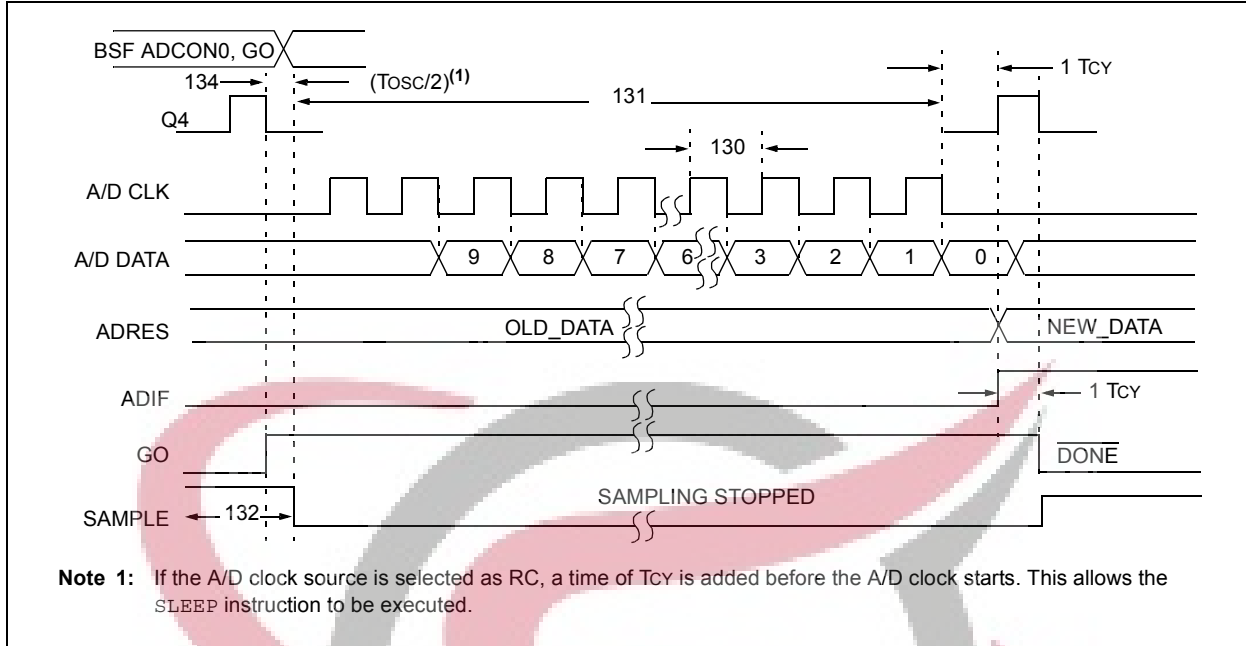 BSF ADCON0, GO
134 (TOSC/2)(1) 131 1 TCY
Q4
130
A/D CLK
A/D DATA 9 8 7 6 3 2 1 0
ADRES OLD_DATA NEW_DATA
ADIF 1 TCY
GO DONE
SAMPLING STOPPED
SAMPLE 132
Note 1: If the A/D clock source is selected as RC, a time of TCY is added before the A/D clock starts. This allows the
SLEEP instruction to be executed.